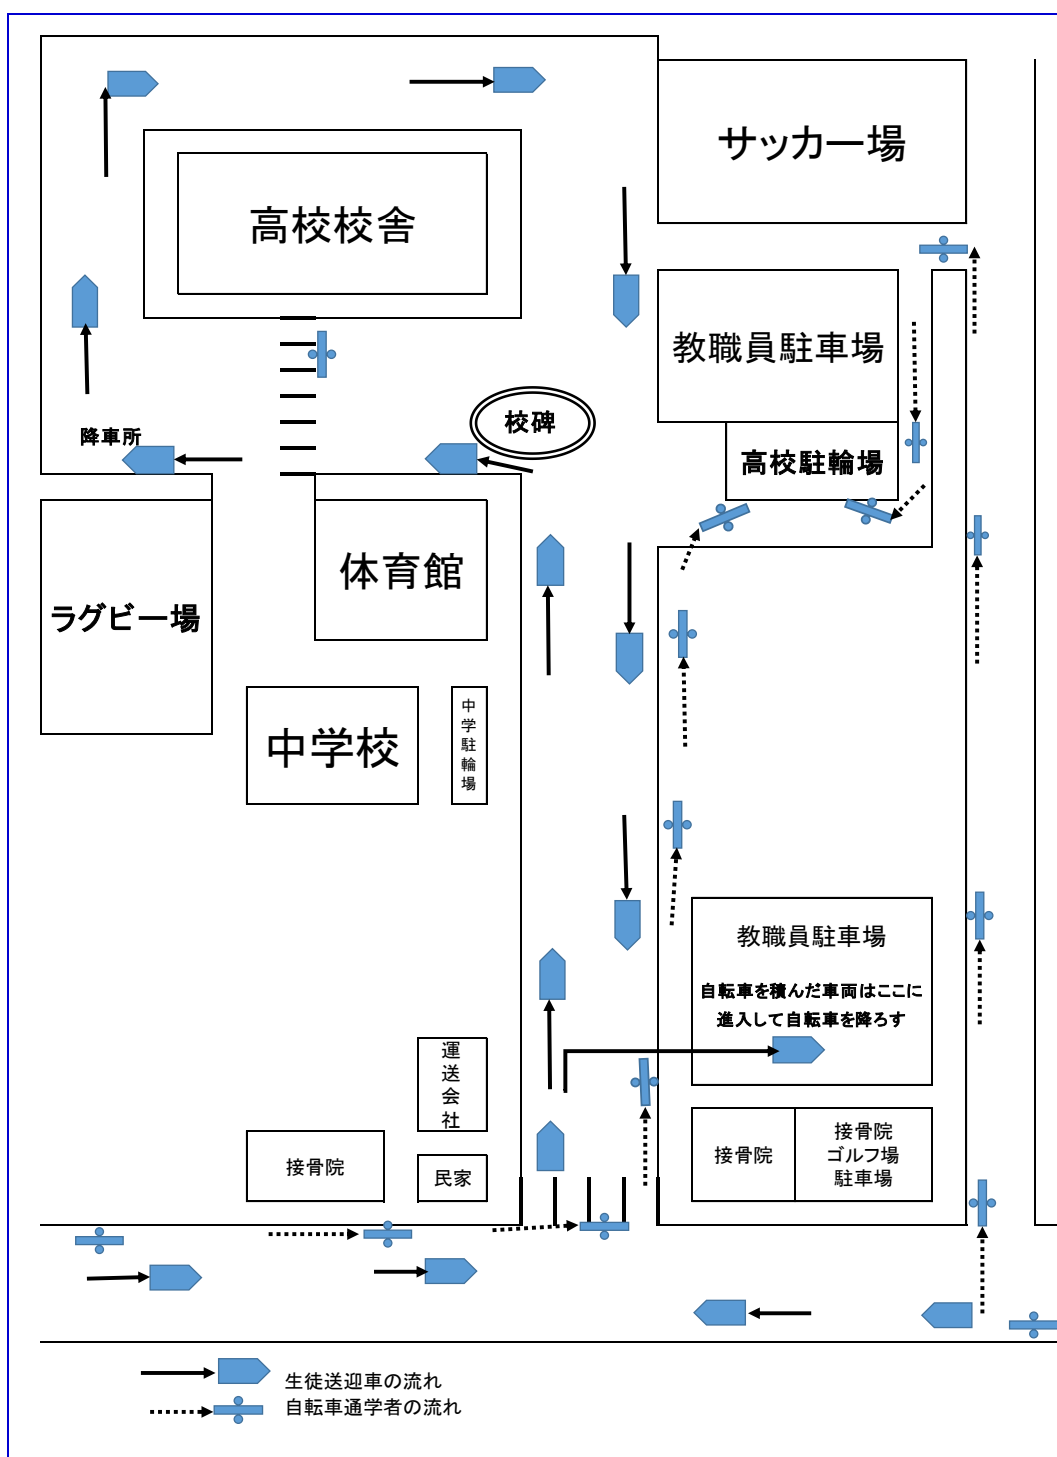 サッカー場
高校校舎
教職員駐車場
校碑
降車所
高校駐輪場
体育館
ラグビー場
中学駐輪場
中学校
教職員駐車場
自転車を積んだ車両はここに
進入して自転車を降ろす
運送会社
接骨院
ゴルフ場
駐車場
接骨院
接骨院
民家
生徒送迎車の流れ
自転車通学者の流れ